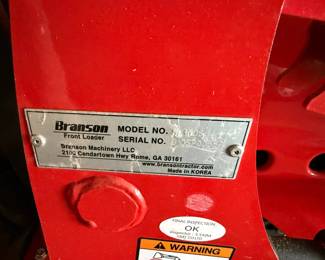 Branson
Front Loader
MODEL NO.
SERIAL NO.
Branson Machinery LLC
2100 Cendartown Hwy Rome, GA 30161
www.bransontractor.com
Made in KOREA
FINAL INSPECTION
OK
WARNING